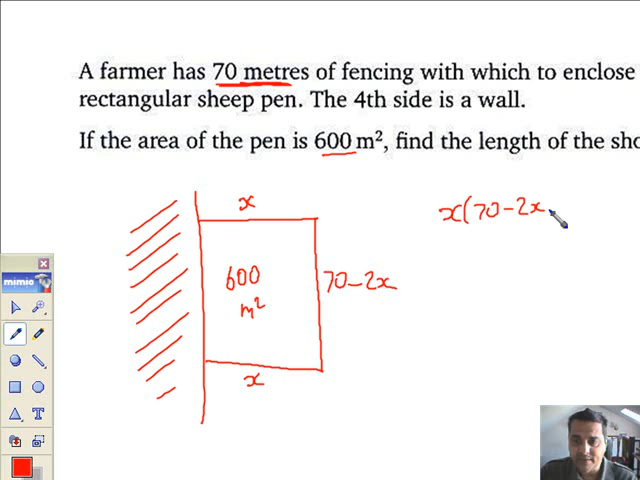 A farmer has 70 metres of fencing with which to enclose
rectangular sheep pen. The 4th side is a wall.
If the area of the pen is 600 m², find the length of the sho
x
x(70-2x
600
m²
70-2x
x
mimio
T